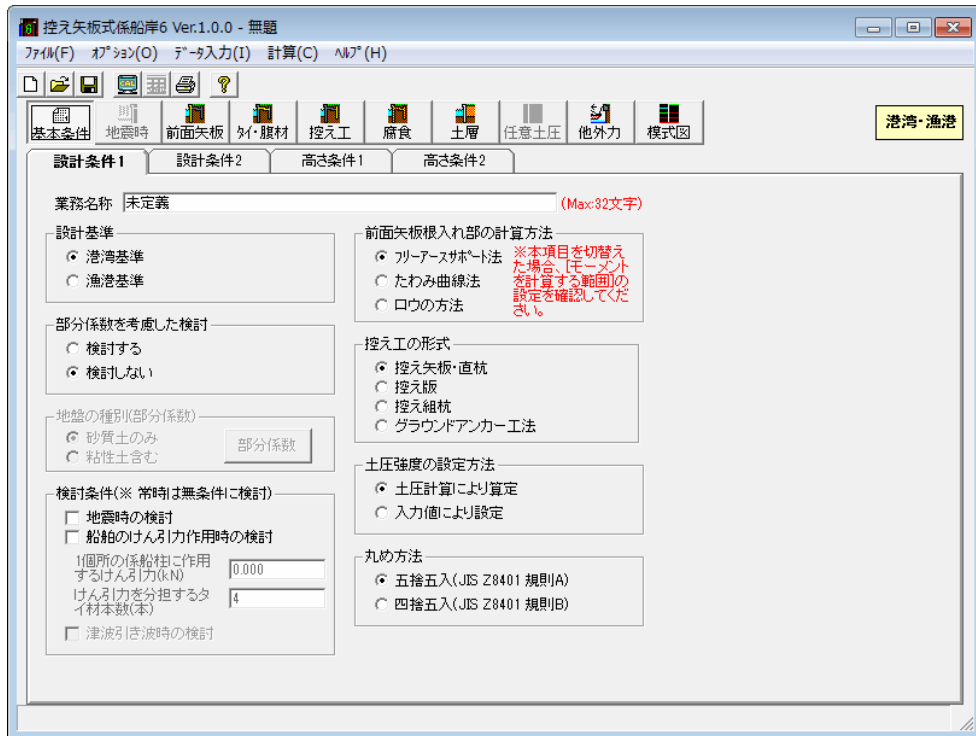 控え矢板式係船岸6 Ver.1.0.0 - 無題
ファイル(F) オプション(O) データ入力(I) 計算(C) ヘルプ(H)
基本条件 地震時 前面矢板 タイ・腹材 控え工 腐食 土層 任意土圧 他外力 模式図
港湾・漁港
設計条件1 設計条件2 高さ条件1 高さ条件2
業務名称 未定義 (Max:32文字)
設計基準
港湾基準
漁港基準
部分係数を考慮した検討
検討する
検討しない
地盤の種別(部分係数)
砂質土のみ
粘性土含む
部分係数
検討条件(※ 常時は無条件に検討)
地震時の検討
船舶のけん引力作用時の検討
1個所の係船柱に作用
するけん引力(kN)
0.000
けん引力を分担するタ
イ材本数(本)
4
津波引き波時の検討
前面矢板根入れ部の計算方法
フリーアースサポート法
たわみ曲線法
ロウの方法
※本項目を切替え
た場合、[モーメント
を計算する範囲]の
設定を確認してくだ
さい。
控え工の形式
控え矢板・直杭
控え版
控え組杭
グラウンドアンカー工法
土圧強度の設定方法
土圧計算により算定
入力値により設定
丸め方法
五捨五入(JIS Z8401 規則A)
四捨五入(JIS Z8401 規則B)